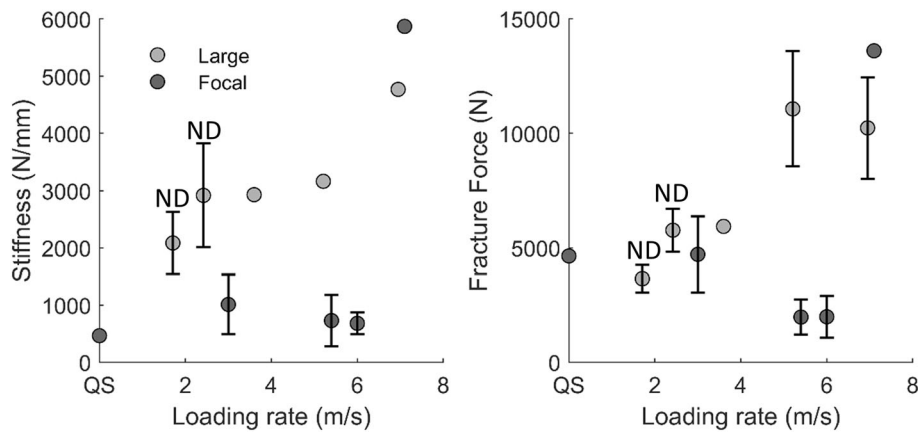 6000
5000
4000
3000
2000
1000
0
Stiffness (N/mm)
Large
Focal
ND
ND
QS
2
4
6
8
Loading rate (m/s)
15000
10000
5000
0
Fracture Force (N)
ND
ND
QS
2
4
6
8
Loading rate (m/s)